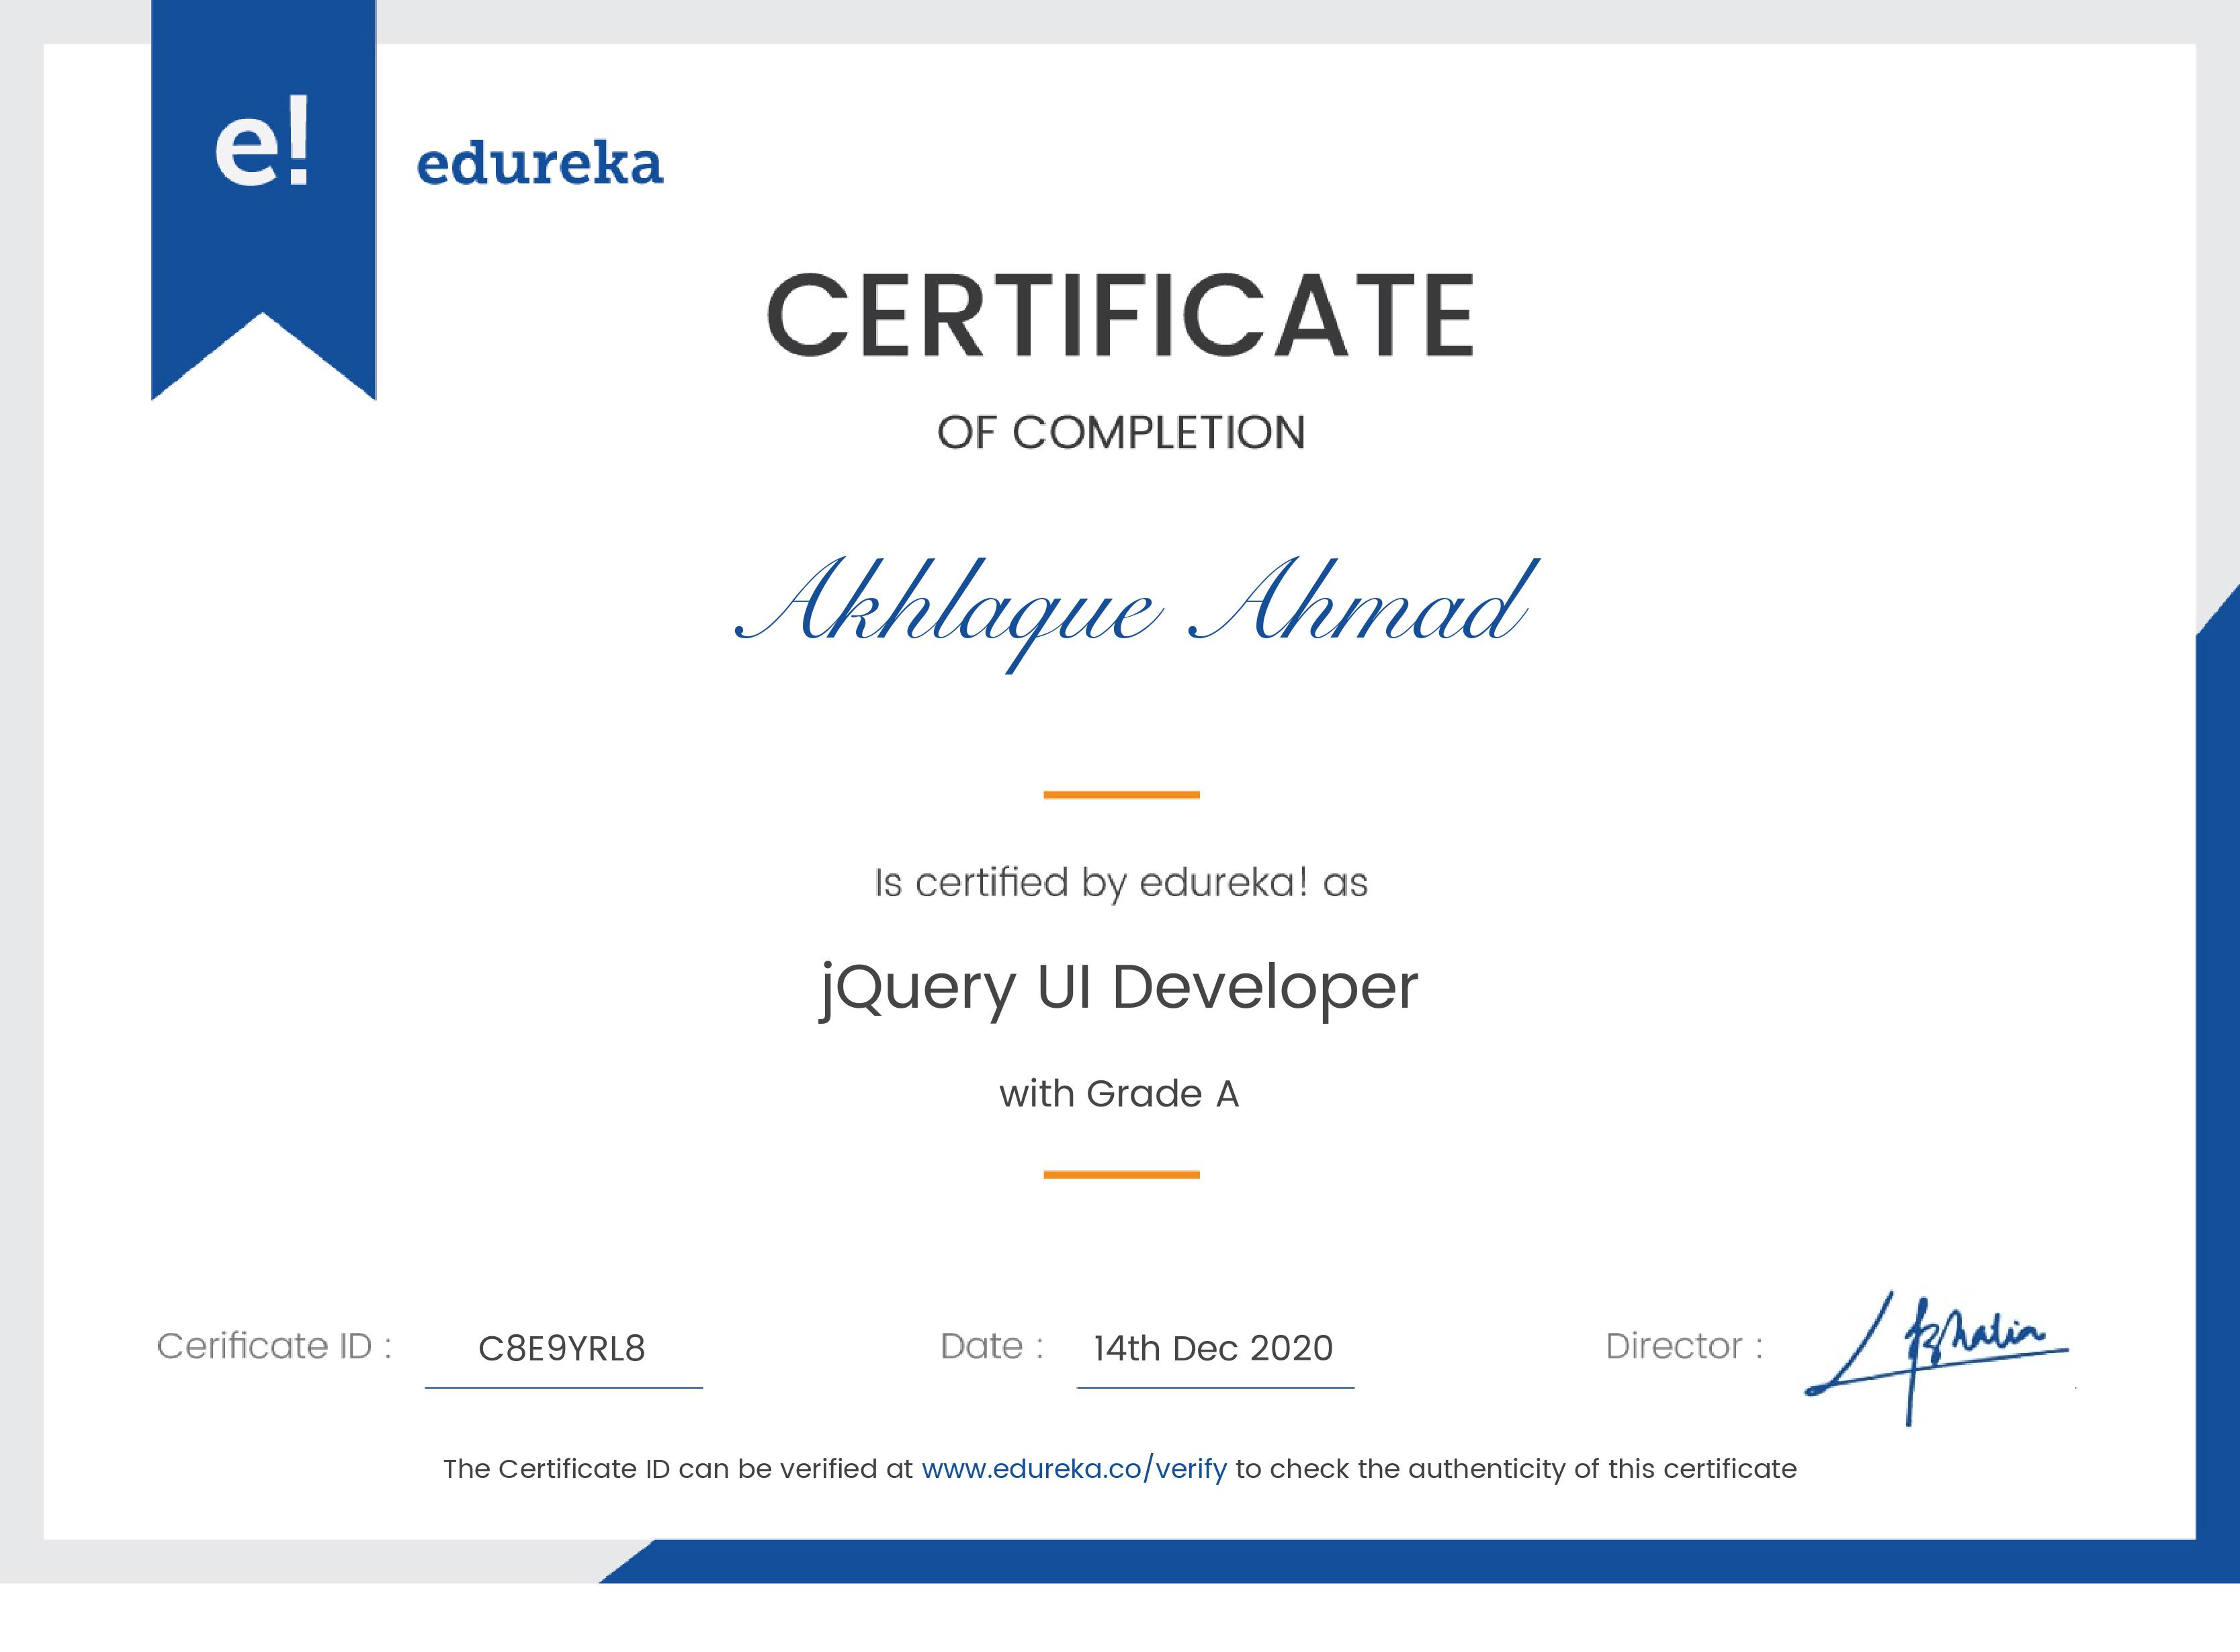 e!
edureka
CERTIFICATE
OF COMPLETION
Akhlaque Ahmad
Is certified by edureka! as
jQuery UI Developer
with Grade A
Cerificate ID : C8E9YRL8 Date : 14th Dec 2020 Director :
The Certificate ID can be verified at www.edureka.co/verify to check the authenticity of this certificate